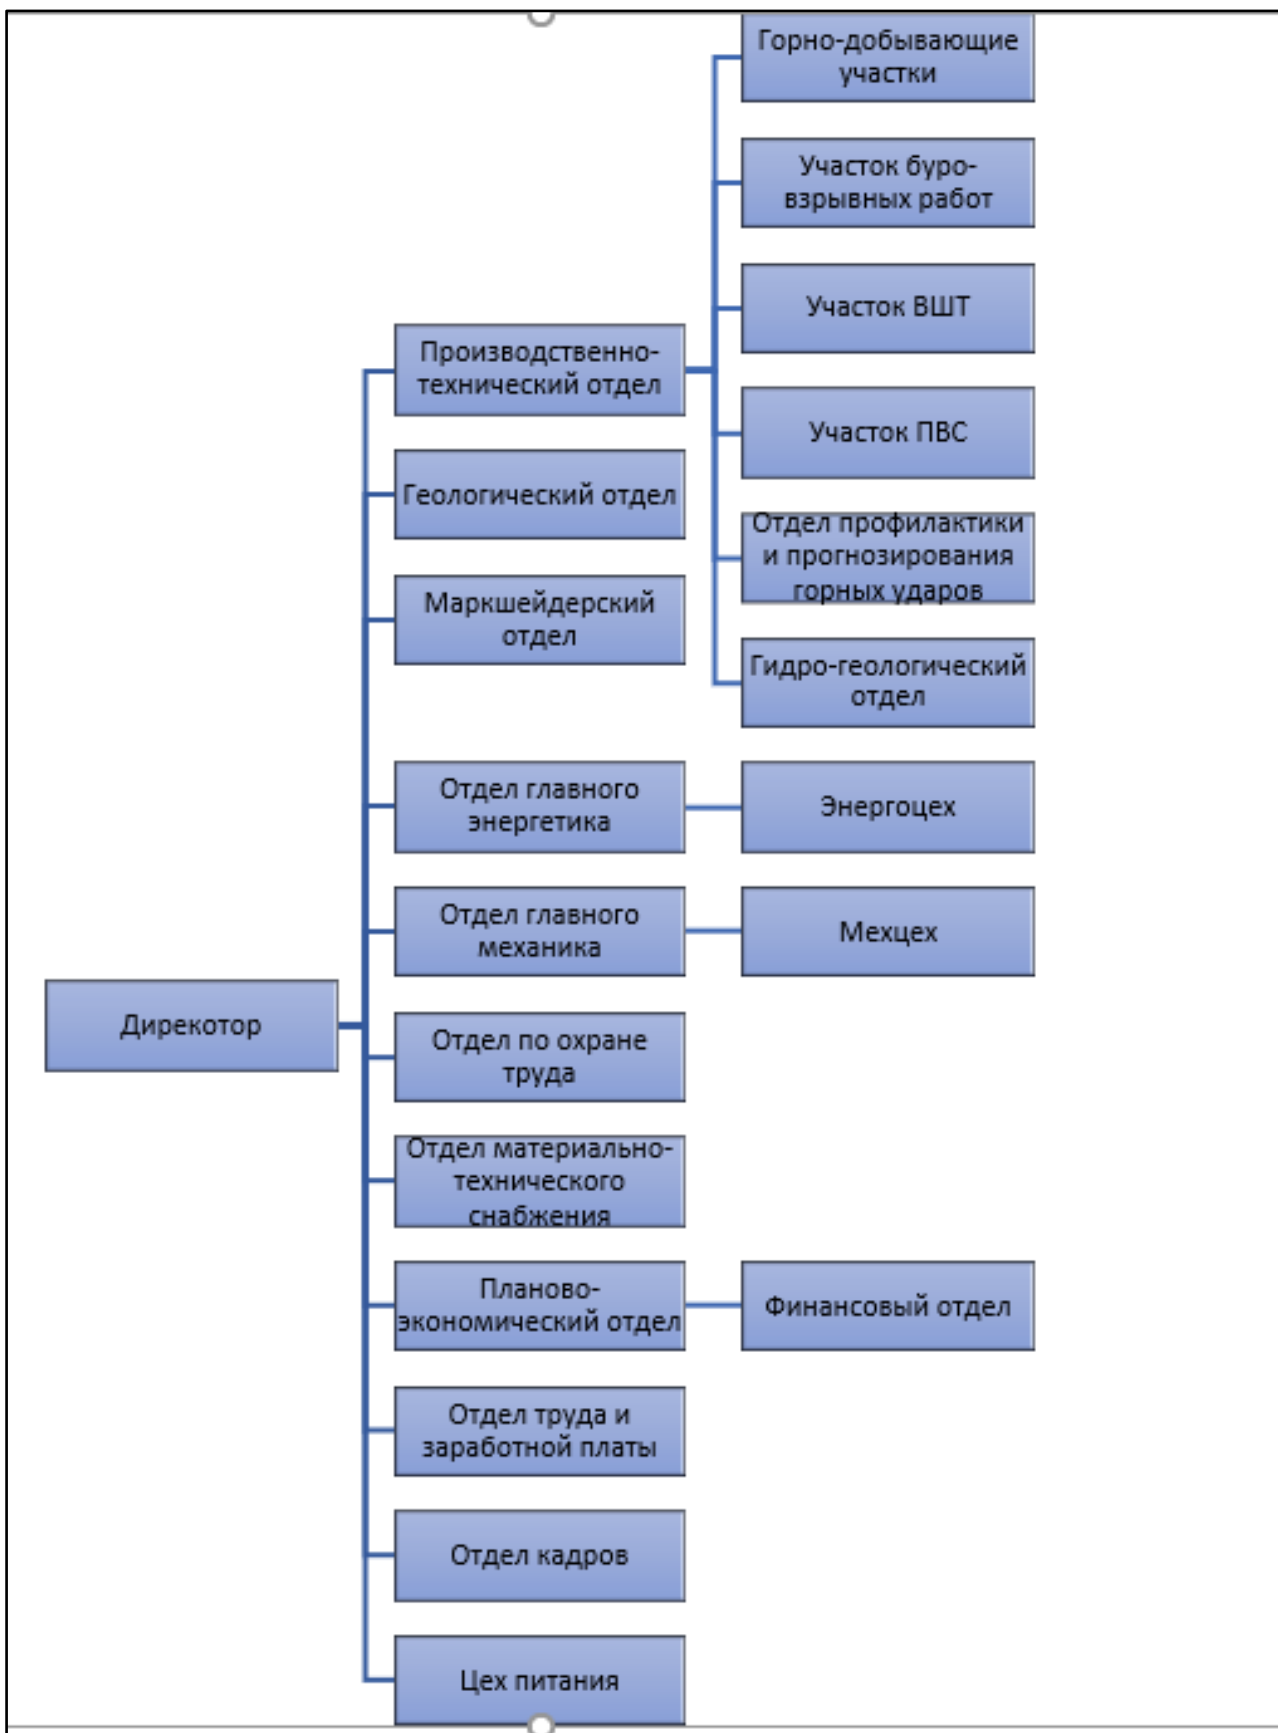 Горно-добывающие
участки
Участок буро-
взрывных работ
Участок ВШТ
Производственно-
технический отдел
Участок ПВС
Геологический отдел
Отдел профилактики
и прогнозирования
горных ударов
Маркшейдерский
отдел
Гидро-геологический
отдел
Отдел главного
энергетика
Энергоцех
Отдел главного
механика
Мехцех
Дирекотор
Отдел по охране
труда
Отдел материально-
технического
снабжения
Планово-
экономический отдел
Финансовый отдел
Отдел труда и
заработной платы
Отдел кадров
Цех питания